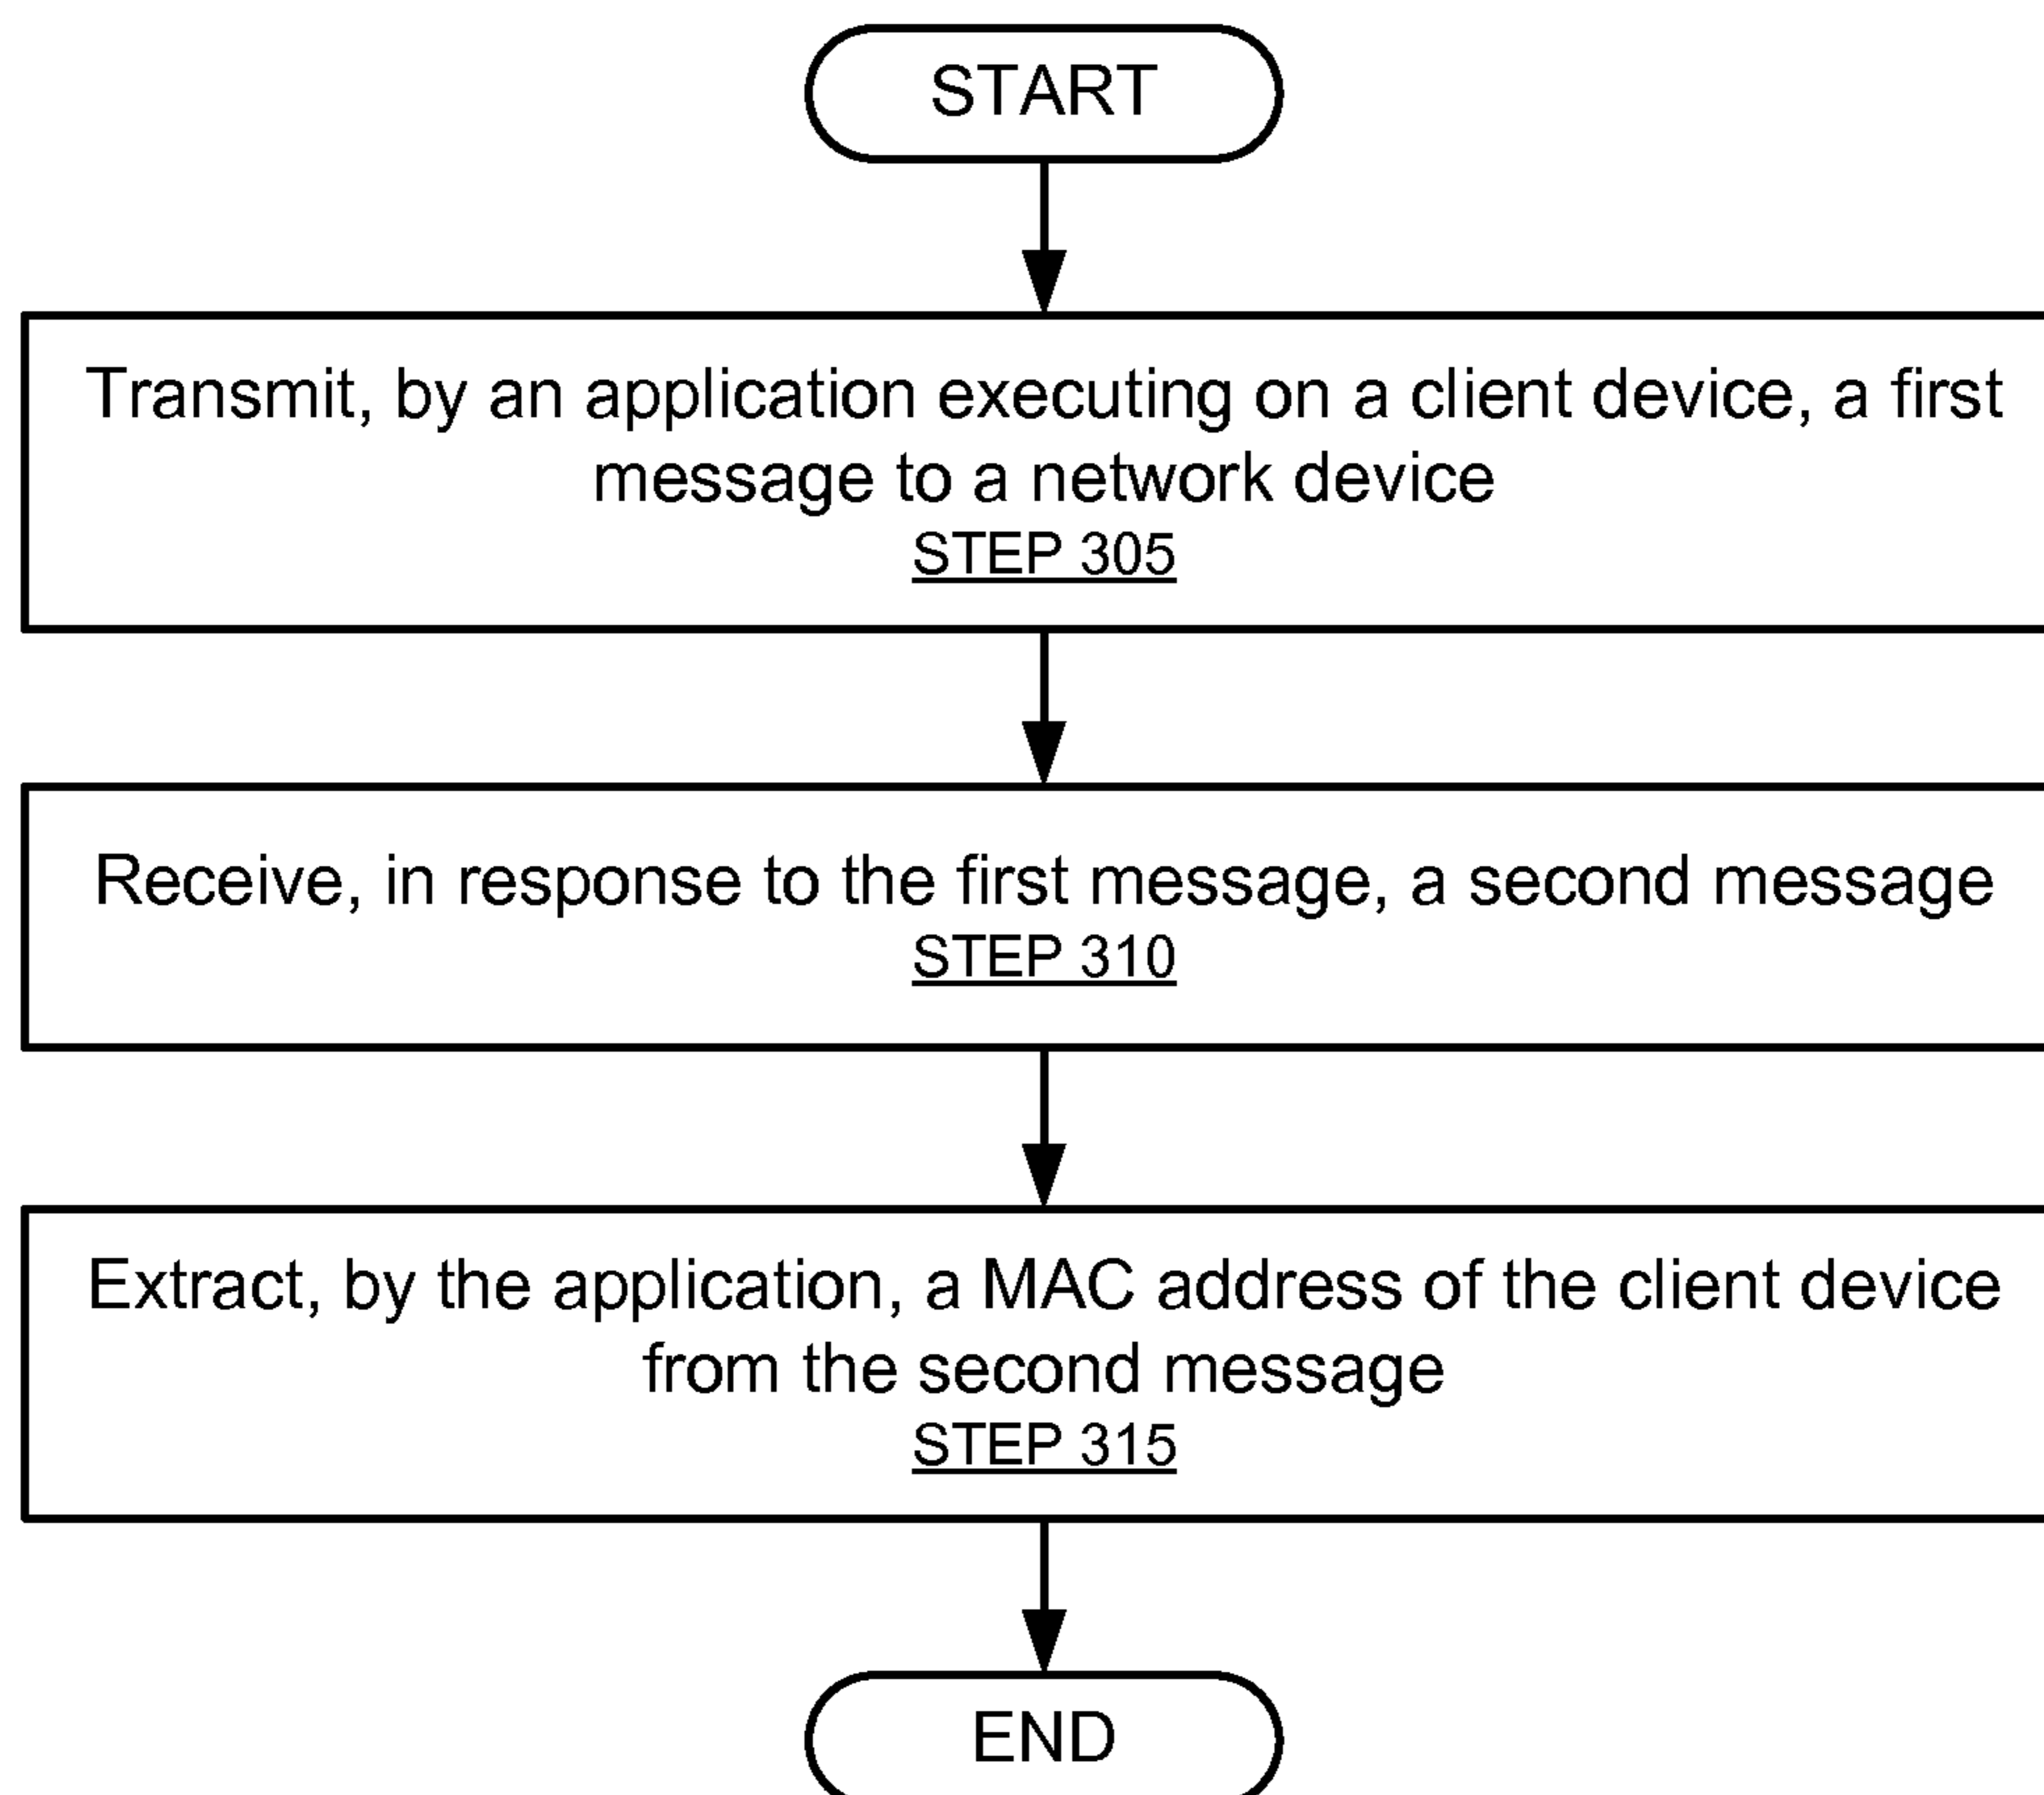 START
Transmit, by an application executing on a client device, a first
message to a network device
STEP 305
Receive, in response to the first message, a second message
STEP 310
Extract, by the application, a MAC address of the client device
from the second message
STEP 315
END